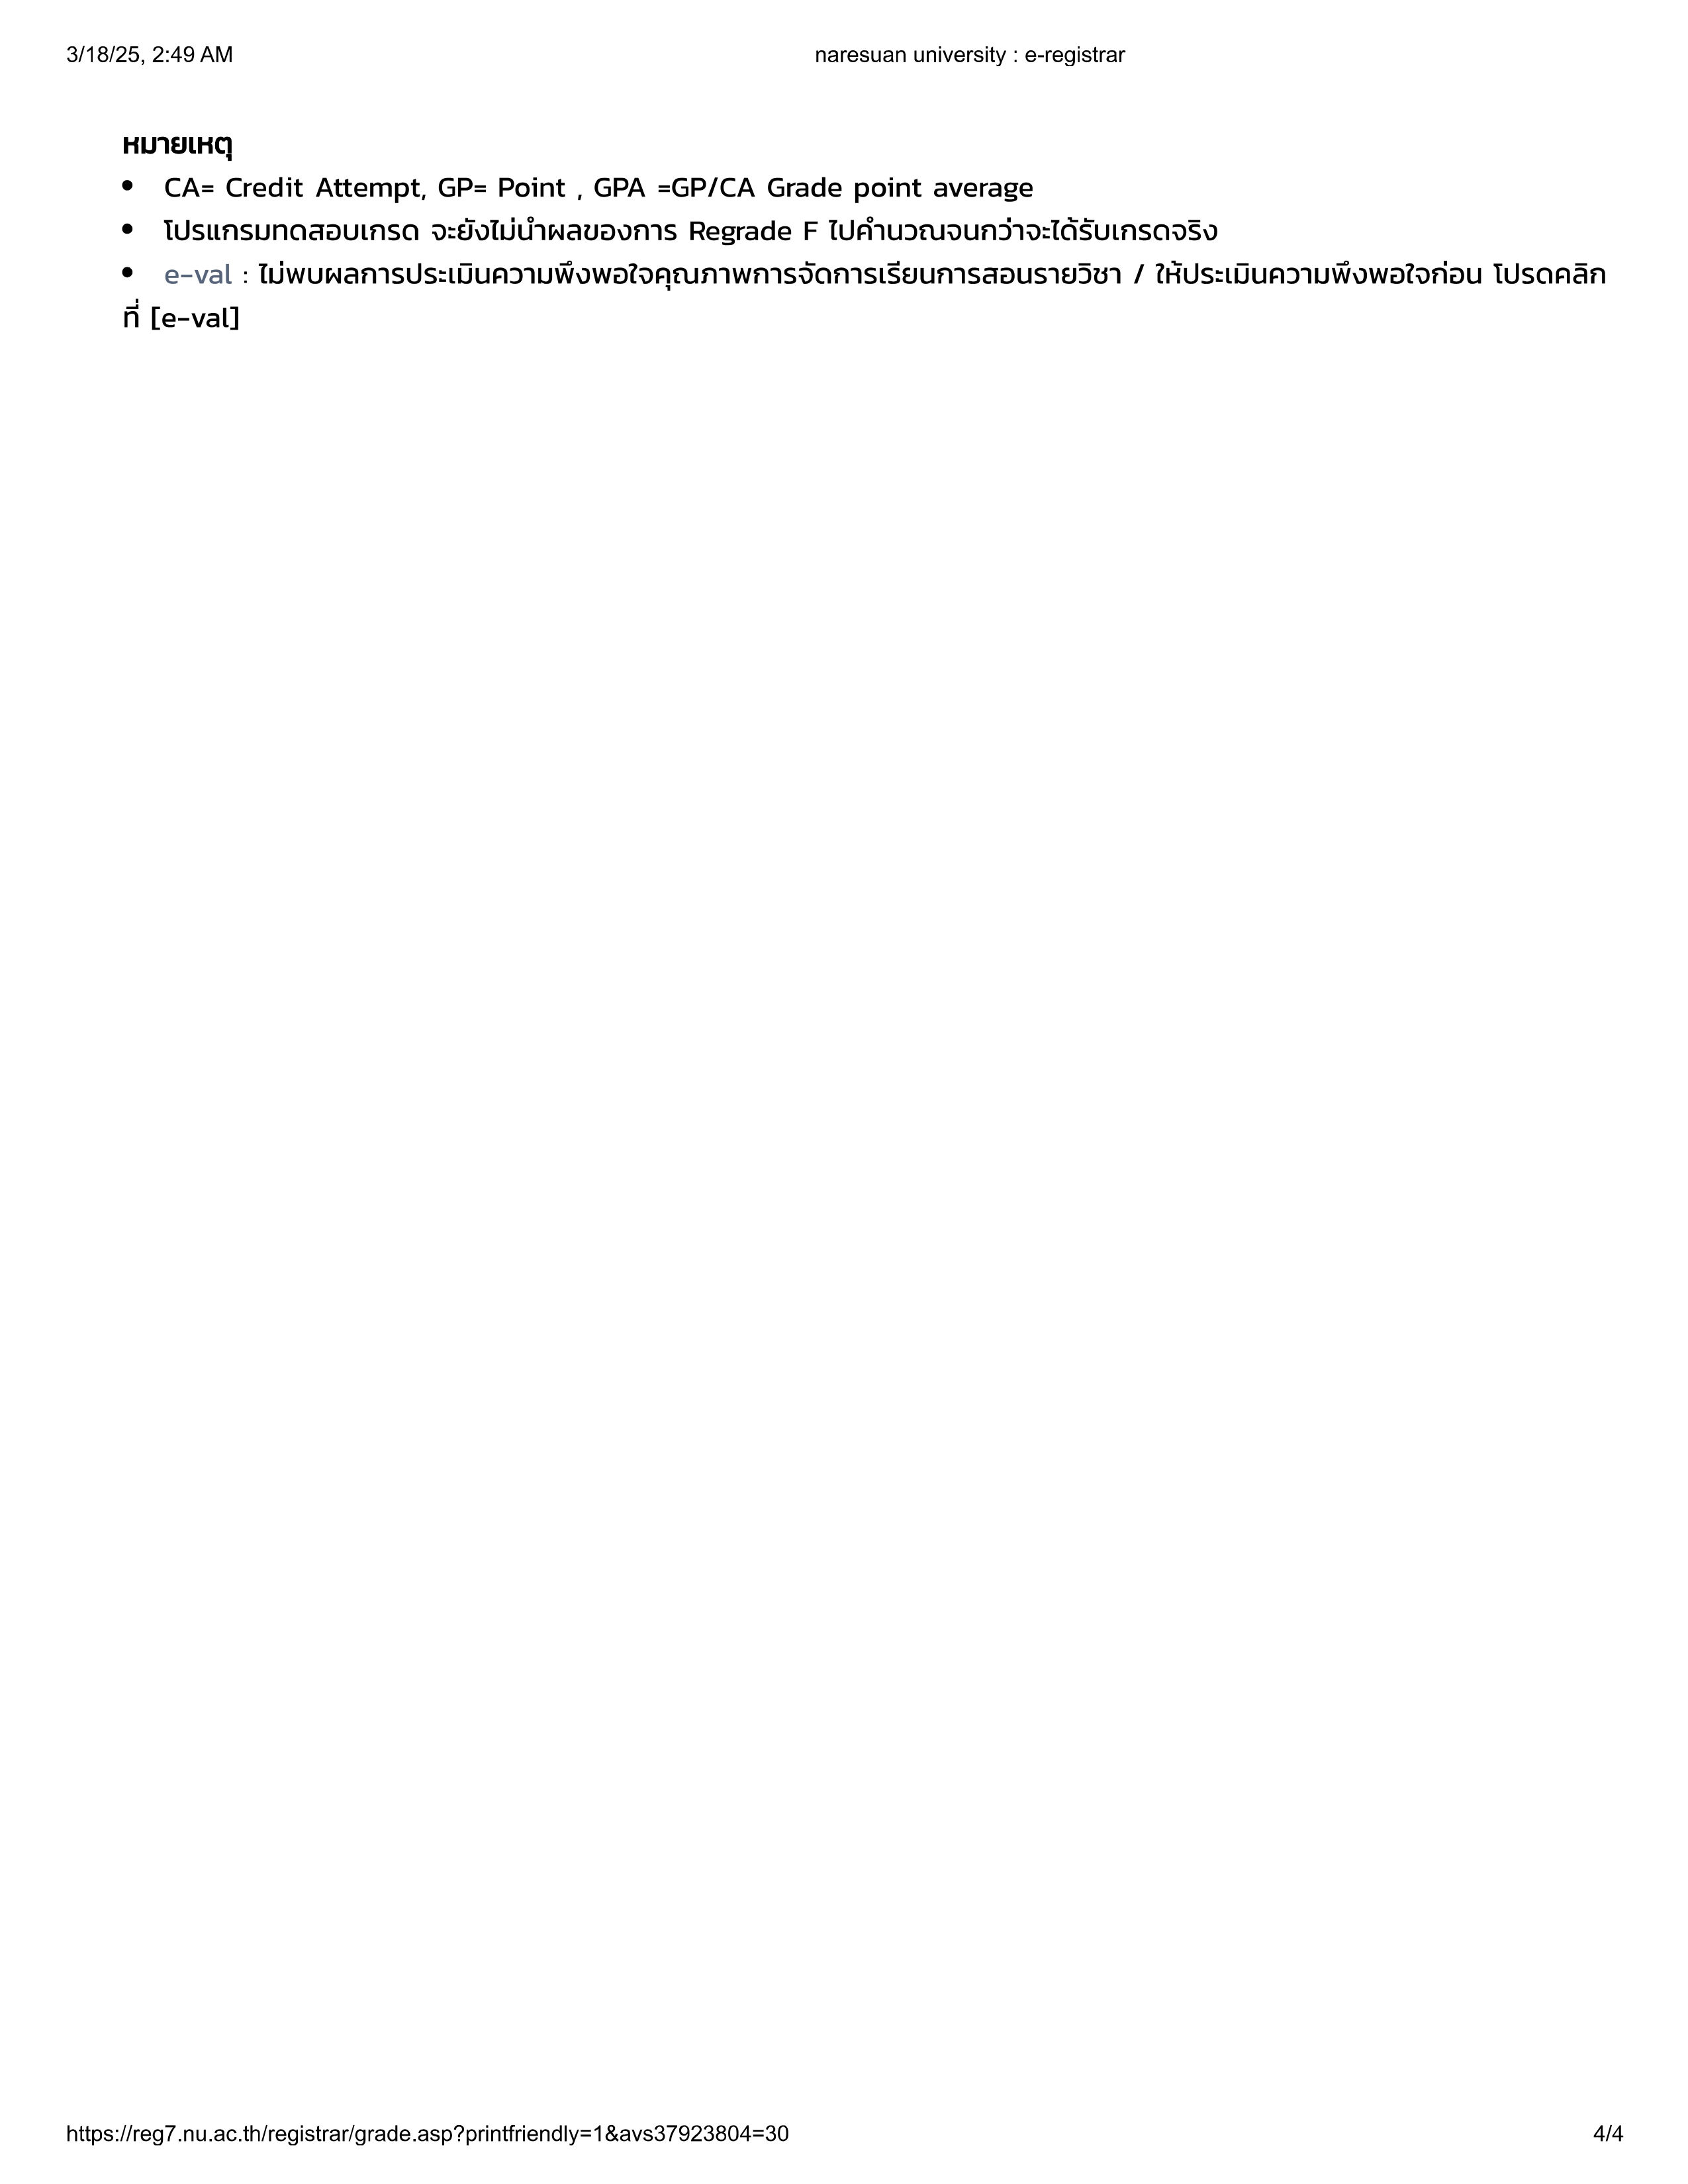 3/18/25, 2:49 AM
naresuan university : e-registrar
หมายเหตุ
• CA= Credit Attempt, GP= Point , GPA =GP/CA Grade point average
• โปรแกรมทดสอบเกรด จะยังไม่นำผลของการ Regrade F ไปคำนวณจนกว่าจะได้รับเกรดจริง
• e-val : ไม่พบผลการประเมินความพึงพอใจคุณภาพการจัดการเรียนการสอนรายวิชา / ให้ประเมินความพึงพอใจก่อน โปรดคลิก
ที่ [e-val]
https://reg7.nu.ac.th/registrar/grade.asp?printfriendly=1&avs37923804=30
4/4